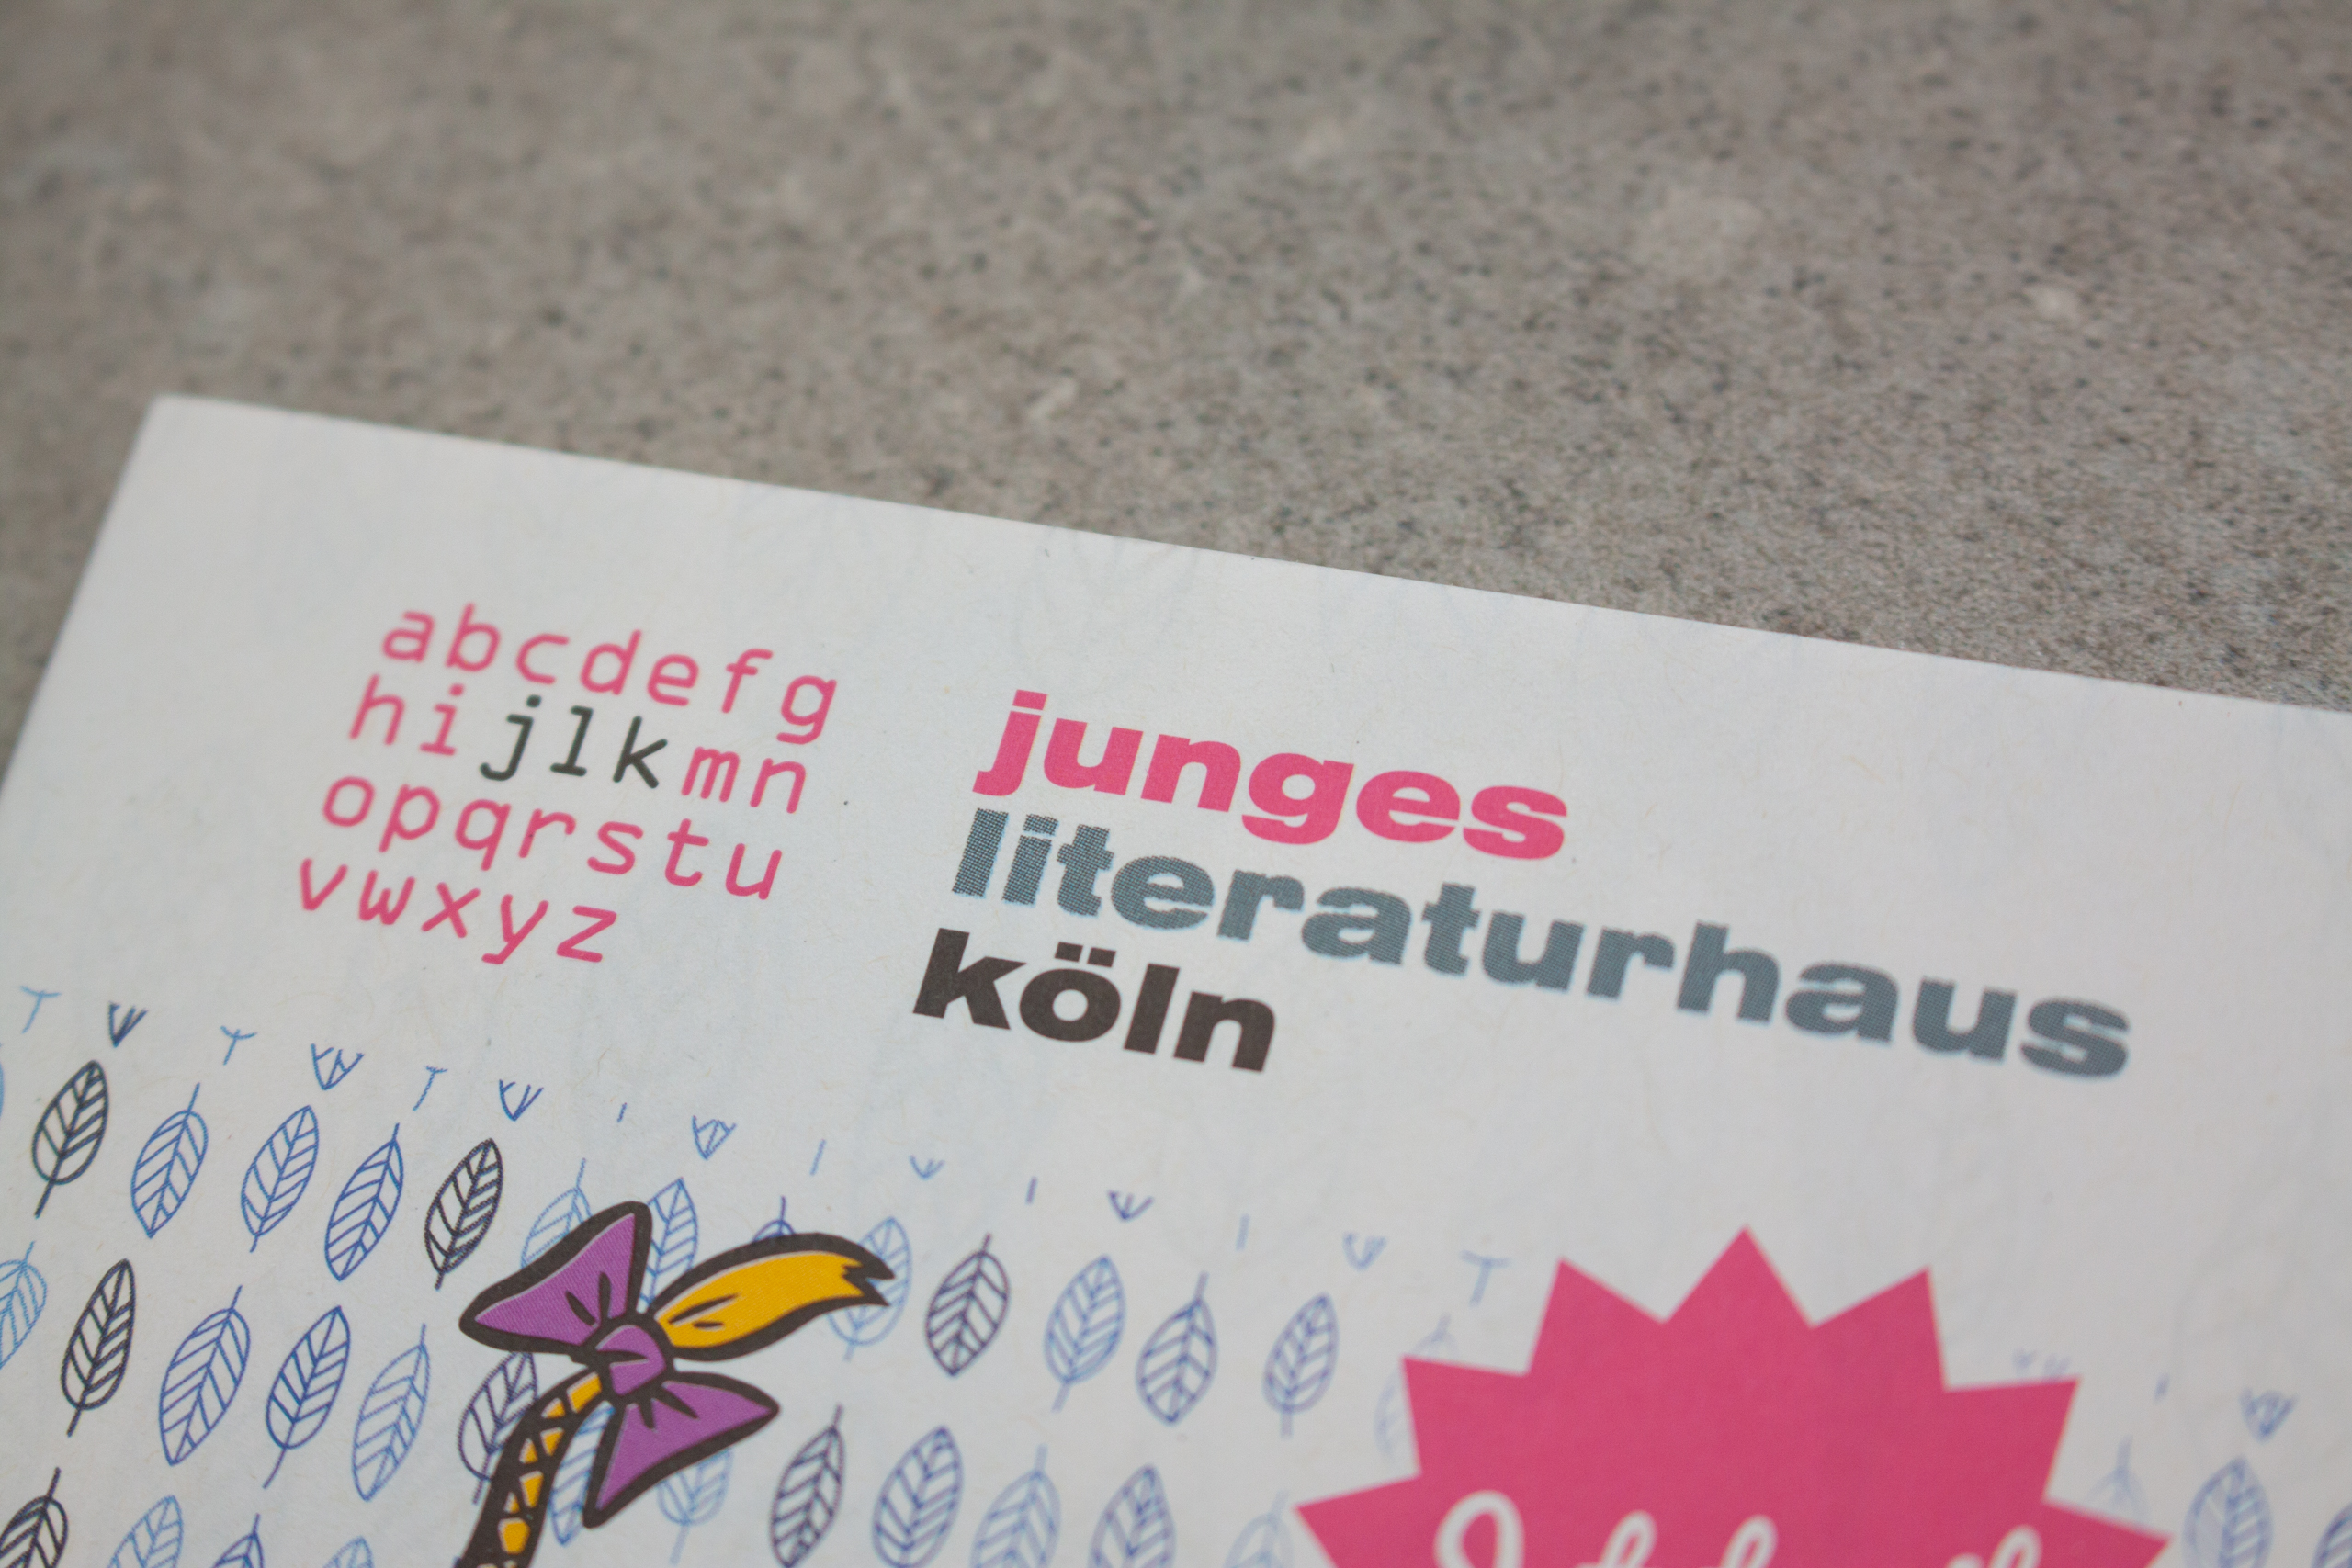 abcdefg
hijlkmn
opqrstu
vwxyz
junges
literaturhaus
köln